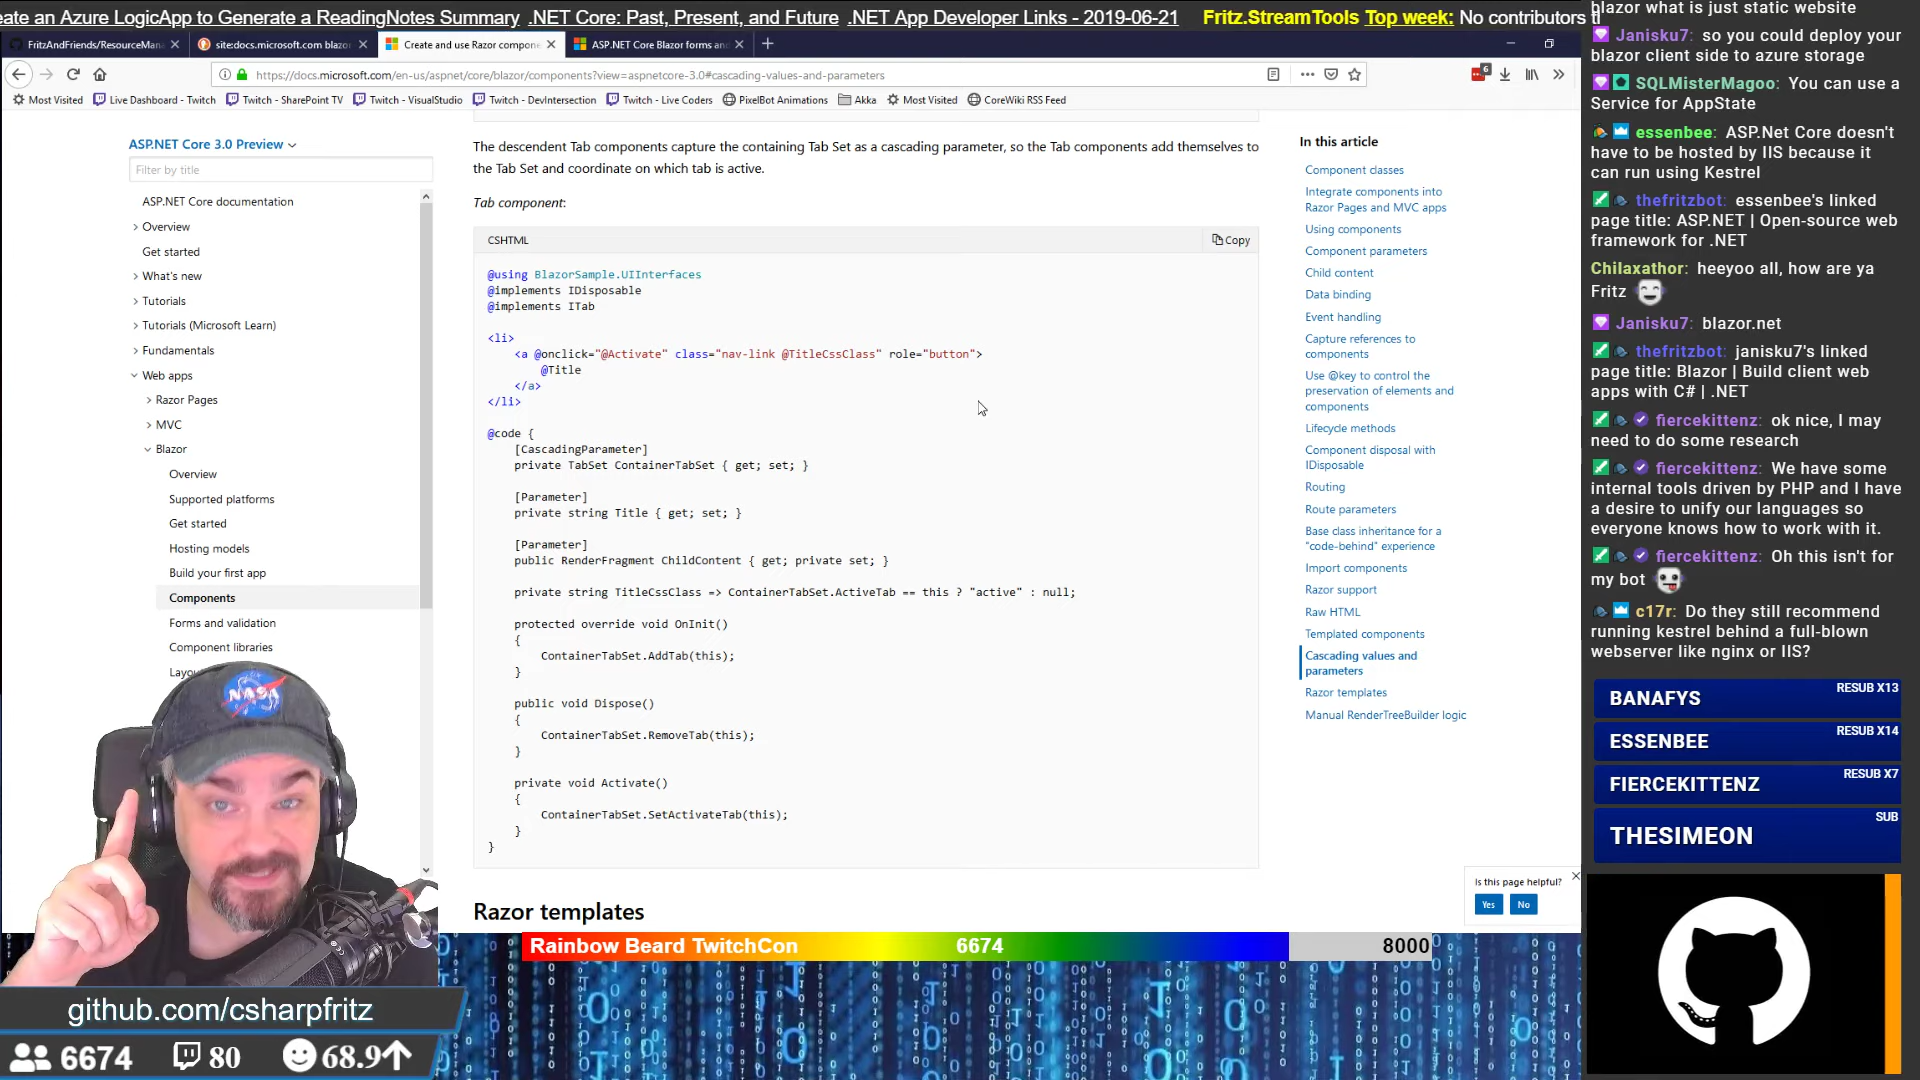 eate an Azure LogicApp to Generate a ReadingNotes Summary .NET Core: Past, Present, and Future .NET App Developer Links - 2019-06-21 Fritz.StreamTools Top week: No contributors
FritzAndFriends/ResourceMan
site:docs.microsoft.com blazo
Create and use Razor compone
ASP.NET Core Blazor forms an
https://docs.microsoft.com/en-us/aspnet/core/blazor/components?view=aspnetcore-3.0#cascading-values-and-parameters
6
Most Visited
Live Dashboard - Twitch
Twitch - SharePoint TV
Twitch - VisualStudio
Twitch - DevIntersection
Twitch - Live Coders
PixelBot Animations
Akka
Most Visited
CoreWiki RSS Feed
ASP.NET Core 3.0 Preview
Filter by title
ASP.NET Core documentation
Overview
Get started
What's new
Tutorials
Tutorials (Microsoft Learn)
Fundamentals
Web apps
Razor Pages
MVC
Blazor
Overview
Supported platforms
Get started
Hosting models
Build your first app
Components
Forms and validation
Component libraries
Layou
The descendent Tab components capture the containing Tab Set as a cascading parameter, so the Tab components add themselves to
the Tab Set and coordinate on which tab is active.
Tab component:
CSHTML
Copy
@using BlazorSample.UIInterfaces
@implements IDisposable
@implements ITab
<li>
<a @onclick="@Activate" class="nav-link @TitleCssClass" role="button">
@Title
</a>
</li>
@code {
[CascadingParameter]
private TabSet ContainerTabSet { get; set; }
[Parameter]
private string Title { get; set; }
[Parameter]
public RenderFragment ChildContent { get; private set; }
private string TitleCssClass => ContainerTabSet.ActiveTab == this ? "active" : null;
protected override void OnInit()
{
ContainerTabSet.AddTab(this);
}
public void Dispose()
{
ContainerTabSet.RemoveTab(this);
}
private void Activate()
{
ContainerTabSet.SetActivateTab(this);
}
}
Razor templates
In this article
Component classes
Integrate components into
Razor Pages and MVC apps
Using components
Component parameters
Child content
Data binding
Event handling
Capture references to
components
Use @key to control the
preservation of elements and
components
Lifecycle methods
Component disposal with
IDisposable
Routing
Route parameters
Base class inheritance for a
"code-behind" experience
Import components
Razor support
Raw HTML
Templated components
Cascading values and
parameters
Razor templates
Manual RenderTreeBuilder logic
Is this page helpful?
Yes
No
blazor what is just static website
Janisku7: so you could deploy your
blazor client side to azure storage
SQLMisterMagoo: You can use a
Service for AppState
essenbee: ASP.Net Core doesn't
have to be hosted by IIS because it
can run using Kestrel
thefritzbot: essenbee's linked
page title: ASP.NET | Open-source web
framework for .NET
Chilaxathor: heeyoo all, how are ya
Fritz
Janisku7: blazor.net
thefritzbot: janisku7's linked
page title: Blazor | Build client web
apps with C# | .NET
fiercekittenz: ok nice, I may
need to do some research
fiercekittenz: We have some
internal tools driven by PHP and I have
a desire to unify our languages so
everyone knows how to work with it.
fiercekittenz: Oh this isn't for
my bot
c17r: Do they still recommend
running kestrel behind a full-blown
webserver like nginx or IIS?
BANAFYS RESUB X13
ESSENBEE RESUB X14
FIERCEKITTENZ RESUB X7
THESIMEON SUB
NASA
Rainbow Beard TwitchCon 6674 8000
github.com/csharpfritz
6674 80 68.9